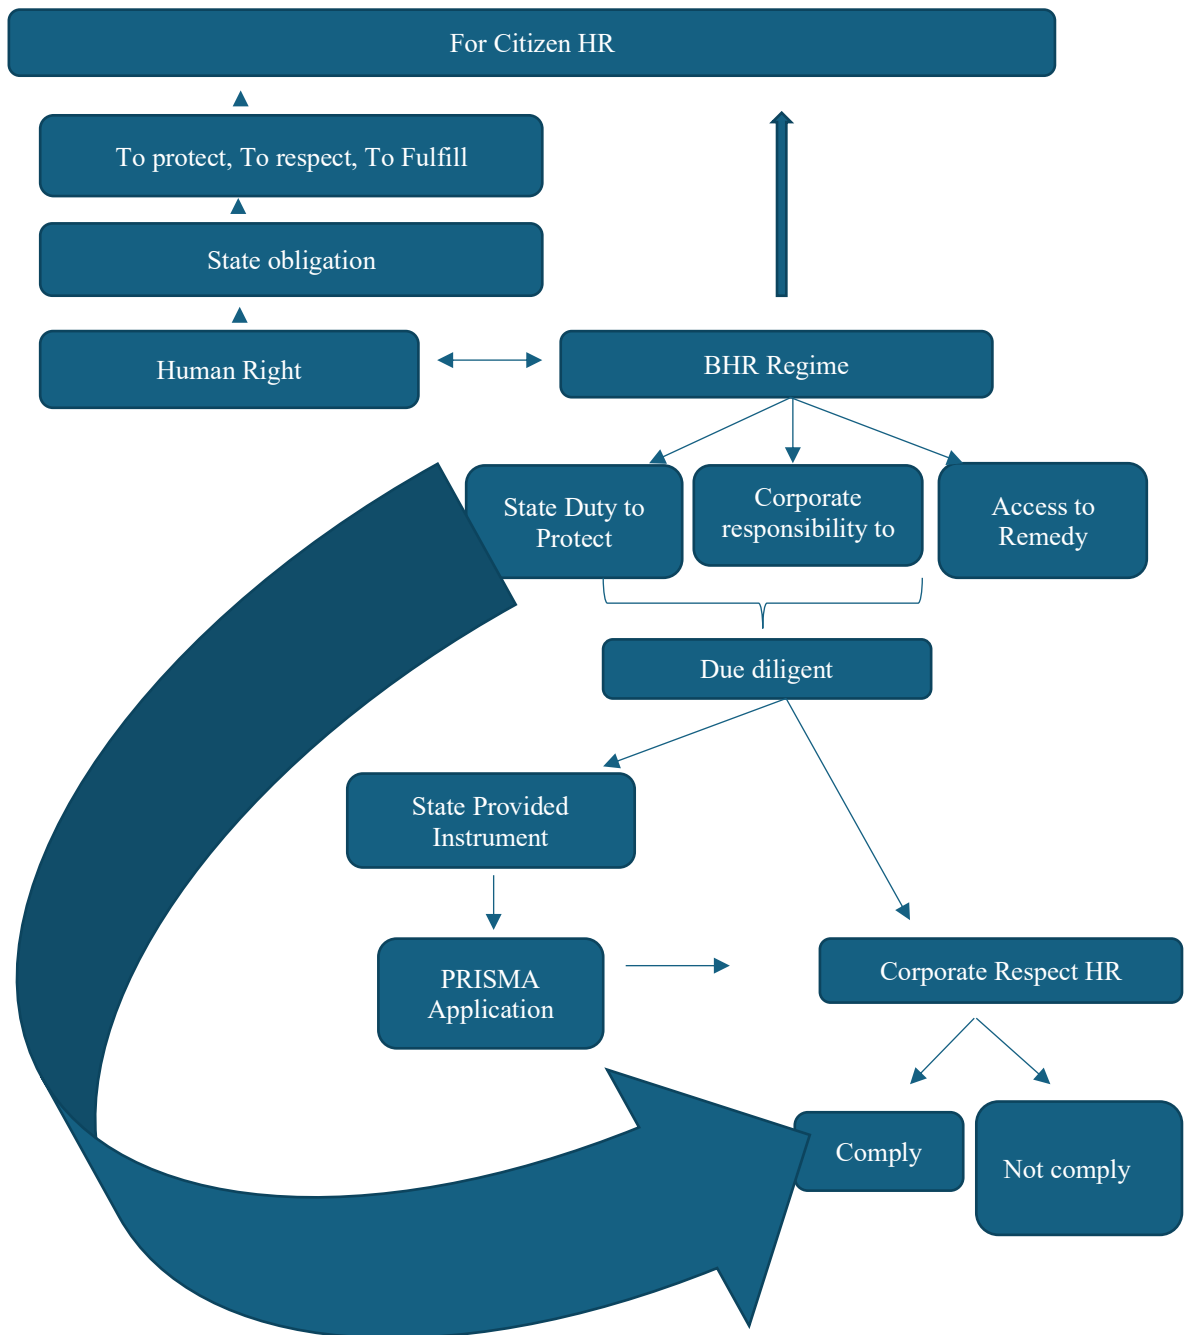 For Citizen HR
To protect, To respect, To Fulfill
State obligation
Human Right
BHR Regime
State Duty to
Protect
Corporate
responsibility to
Access to
Remedy
Due diligent
State Provided
Instrument
PRISMA
Application
Corporate Respect HR
Comply
Not comply